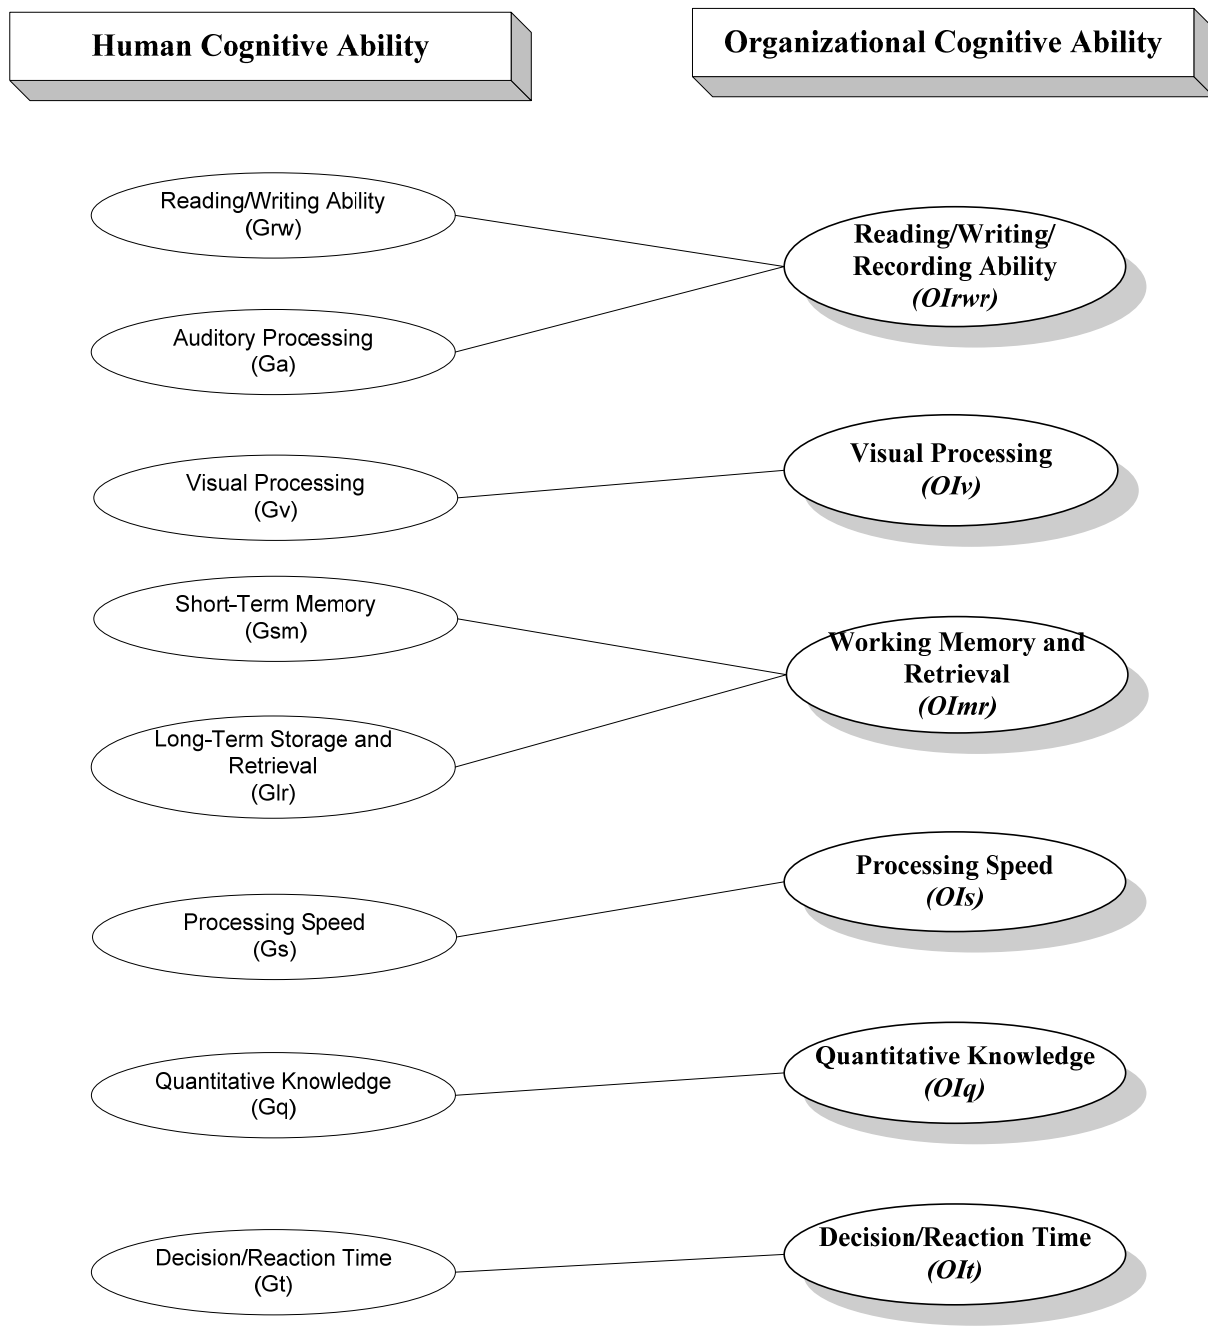 Human Cognitive Ability
Organizational Cognitive Ability
Reading/Writing Ability
(Grw)
Reading/Writing/
Recording Ability
(OIrwr)
Auditory Processing
(Ga)
Visual Processing
(Gv)
Visual Processing
(OIv)
Short-Term Memory
(Gsm)
Working Memory and
Retrieval
(OImr)
Long-Term Storage and
Retrieval
(Glr)
Processing Speed
(Gs)
Processing Speed
(OIs)
Quantitative Knowledge
(Gq)
Quantitative Knowledge
(OIq)
Decision/Reaction Time
(Gt)
Decision/Reaction Time
(OIt)